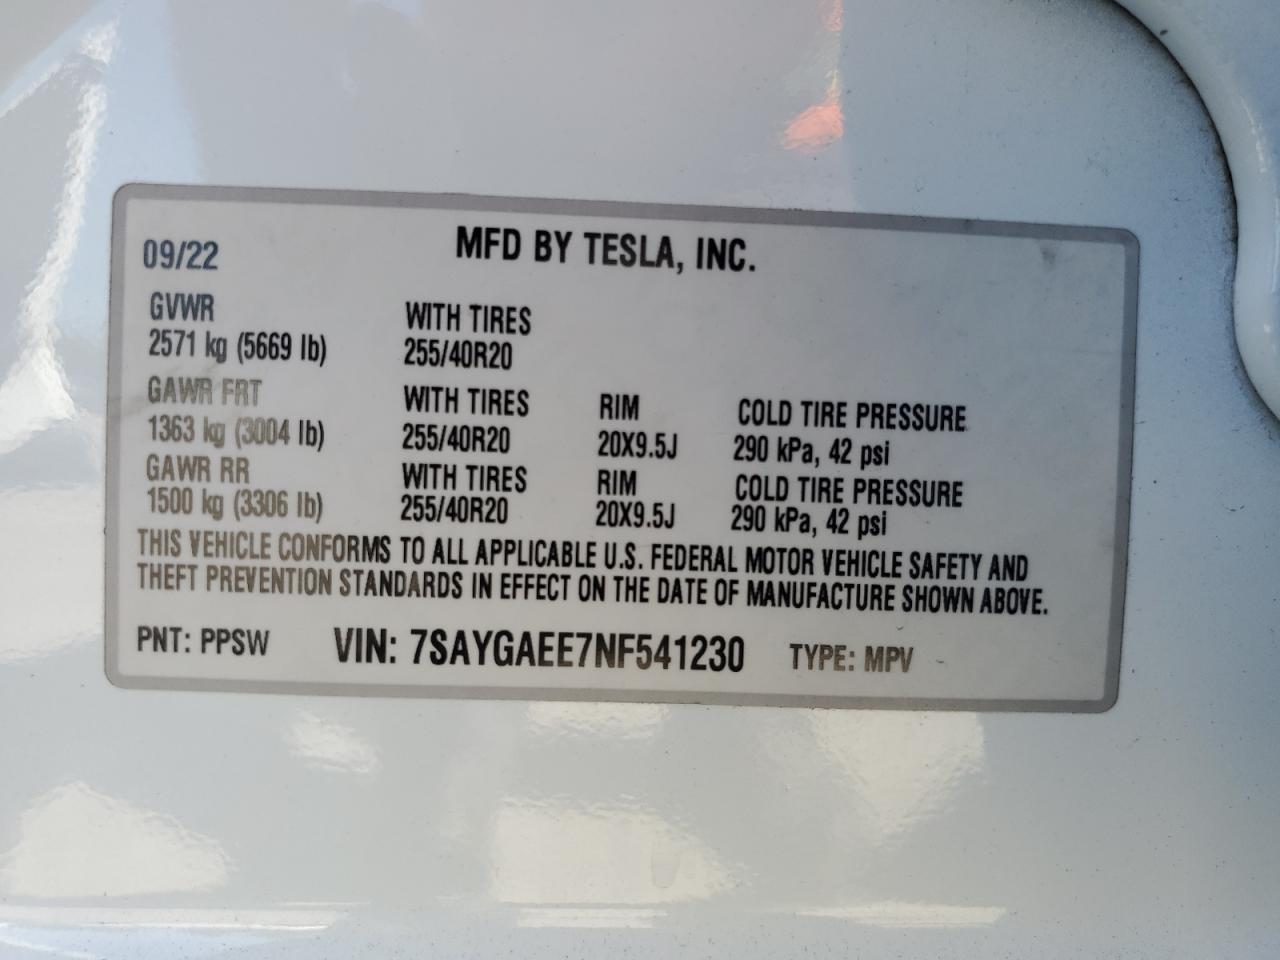 09/22 MFD BY TESLA, INC.
GVWR WITH TIRES
2571 kg (5669 lb) 255/40R20
GAWR FRT WITH TIRES RIM COLD TIRE PRESSURE
1363 kg (3004 lb) 255/40R20 20X9.5J 290 kPa, 42 psi
GAWR RR WITH TIRES RIM COLD TIRE PRESSURE
1500 kg (3306 lb) 255/40R20 20X9.5J 290 kPa, 42 psi
THIS VEHICLE CONFORMS TO ALL APPLICABLE U.S. FEDERAL MOTOR VEHICLE SAFETY AND
THEFT PREVENTION STANDARDS IN EFFECT ON THE DATE OF MANUFACTURE SHOWN ABOVE.
PNT: PPSW VIN: 7SAYGAEE7NF541230 TYPE: MPV